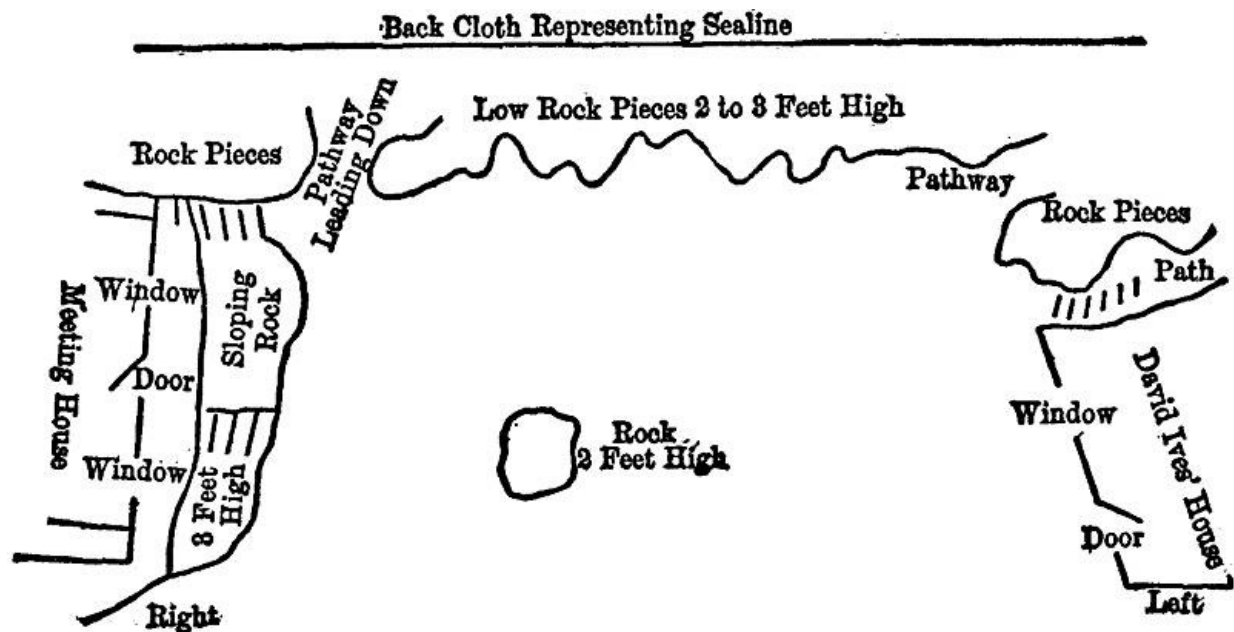 Back Cloth Representing Sealine
Low Rock Pieces 2 to 3 Feet High
Pathway
Leading Down
Rock Pieces
Pathway
Rock Pieces
Path
Window
Sloping
Rock
Meeting House
Door
Window
3 Feet
High
Rock
2 Feet High
Window
David Ives' House
Door
Right
Left